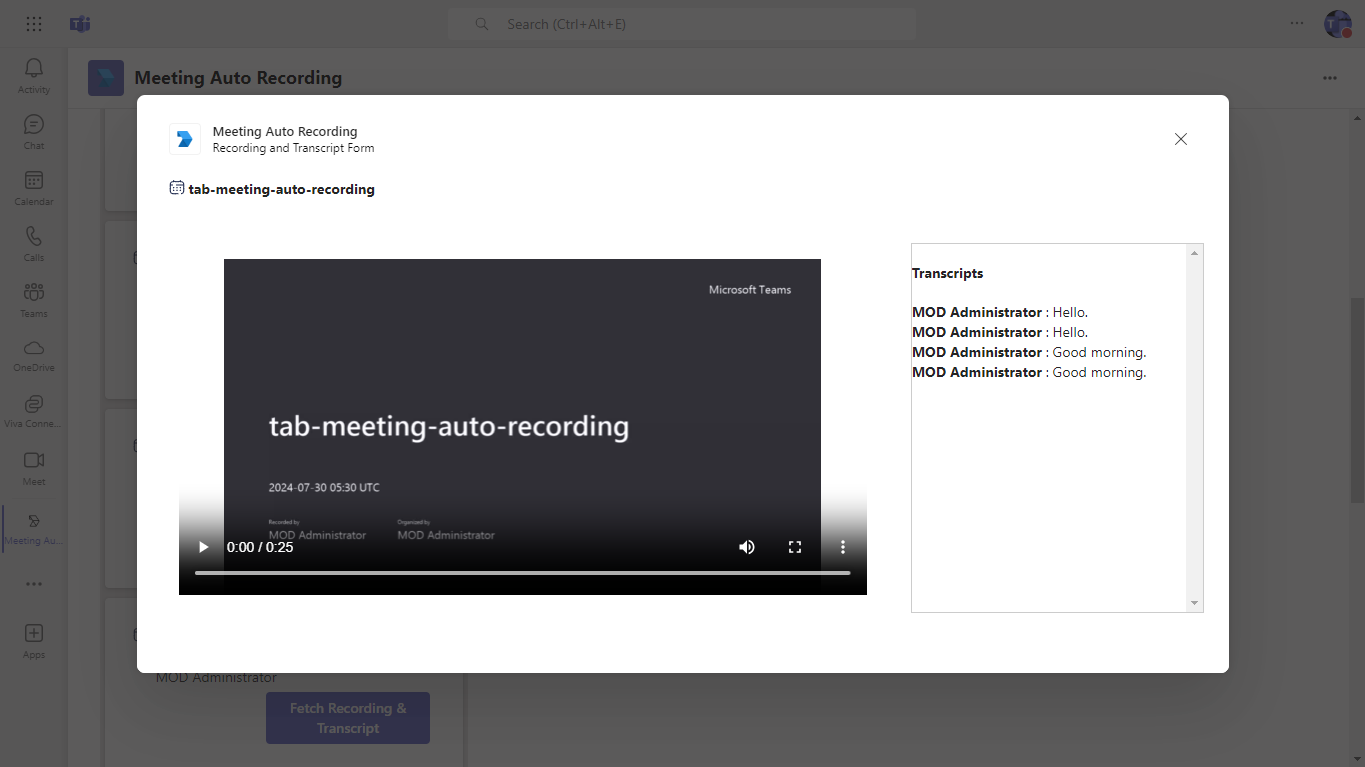 Search (Ctrl+Alt+E)
Activity
Chat
Calendar
Calls
Teams
OneDrive
Viva Conne...
Meet
Meeting Au...
Apps
Meeting Auto Recording
Meeting Auto Recording
Recording and Transcript Form
tab-meeting-auto-recording
Microsoft Teams
tab-meeting-auto-recording
2024-07-30 05:30 UTC
Recorded by
MOD Administrator
Organized by
MOD Administrator
0:00 / 0:25
Transcripts
MOD Administrator : Hello.
MOD Administrator : Hello.
MOD Administrator : Good morning.
MOD Administrator : Good morning.
MOD Administrator
Fetch Recording &
Transcript